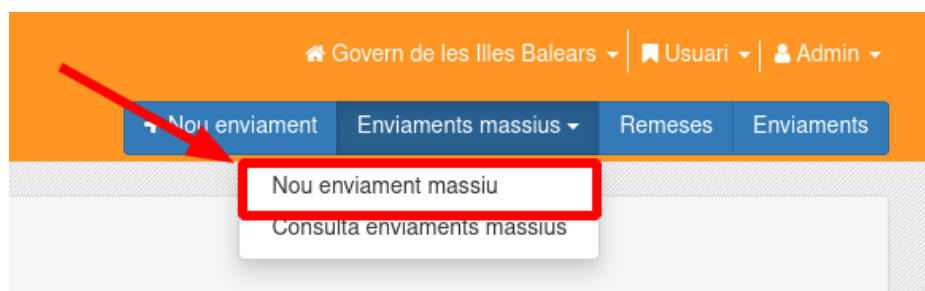 Govern de les Illes Balears Usuari Admin
Nou enviament Enviaments massius Remeses Enviaments
Nou enviament massiu
Consulta enviaments massius